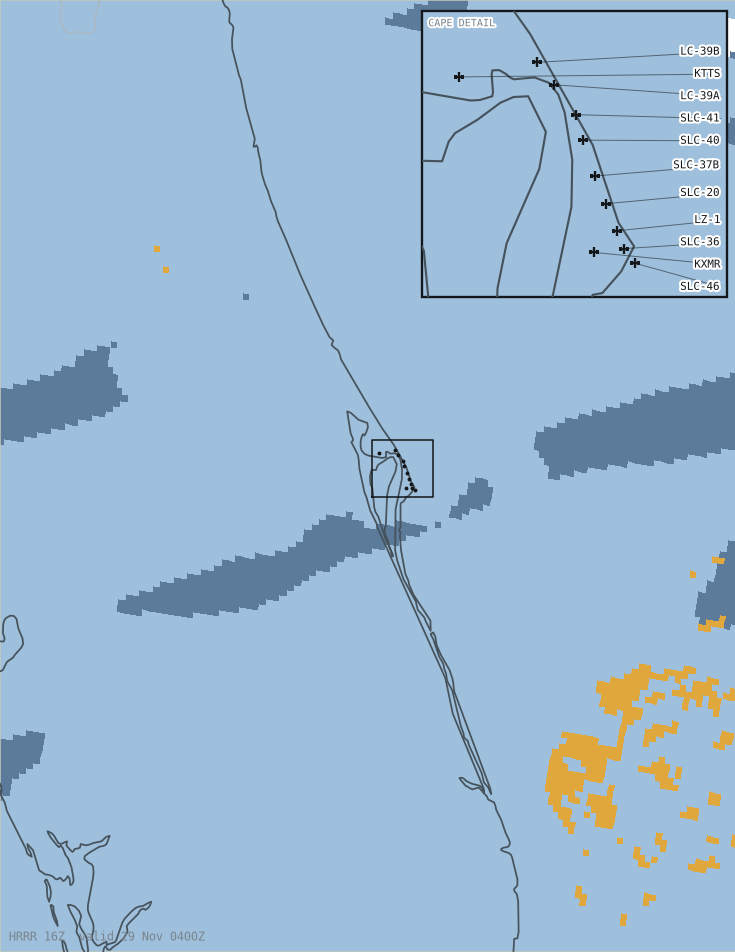 CAPE DETAIL
LC-39B
KTTS
LC-39A
SLC-41
SLC-40
SLC-37B
SLC-20
LZ-1
SLC-36
KXMR
SLC-46
HRRR 16Z valid 29 Nov 0400Z